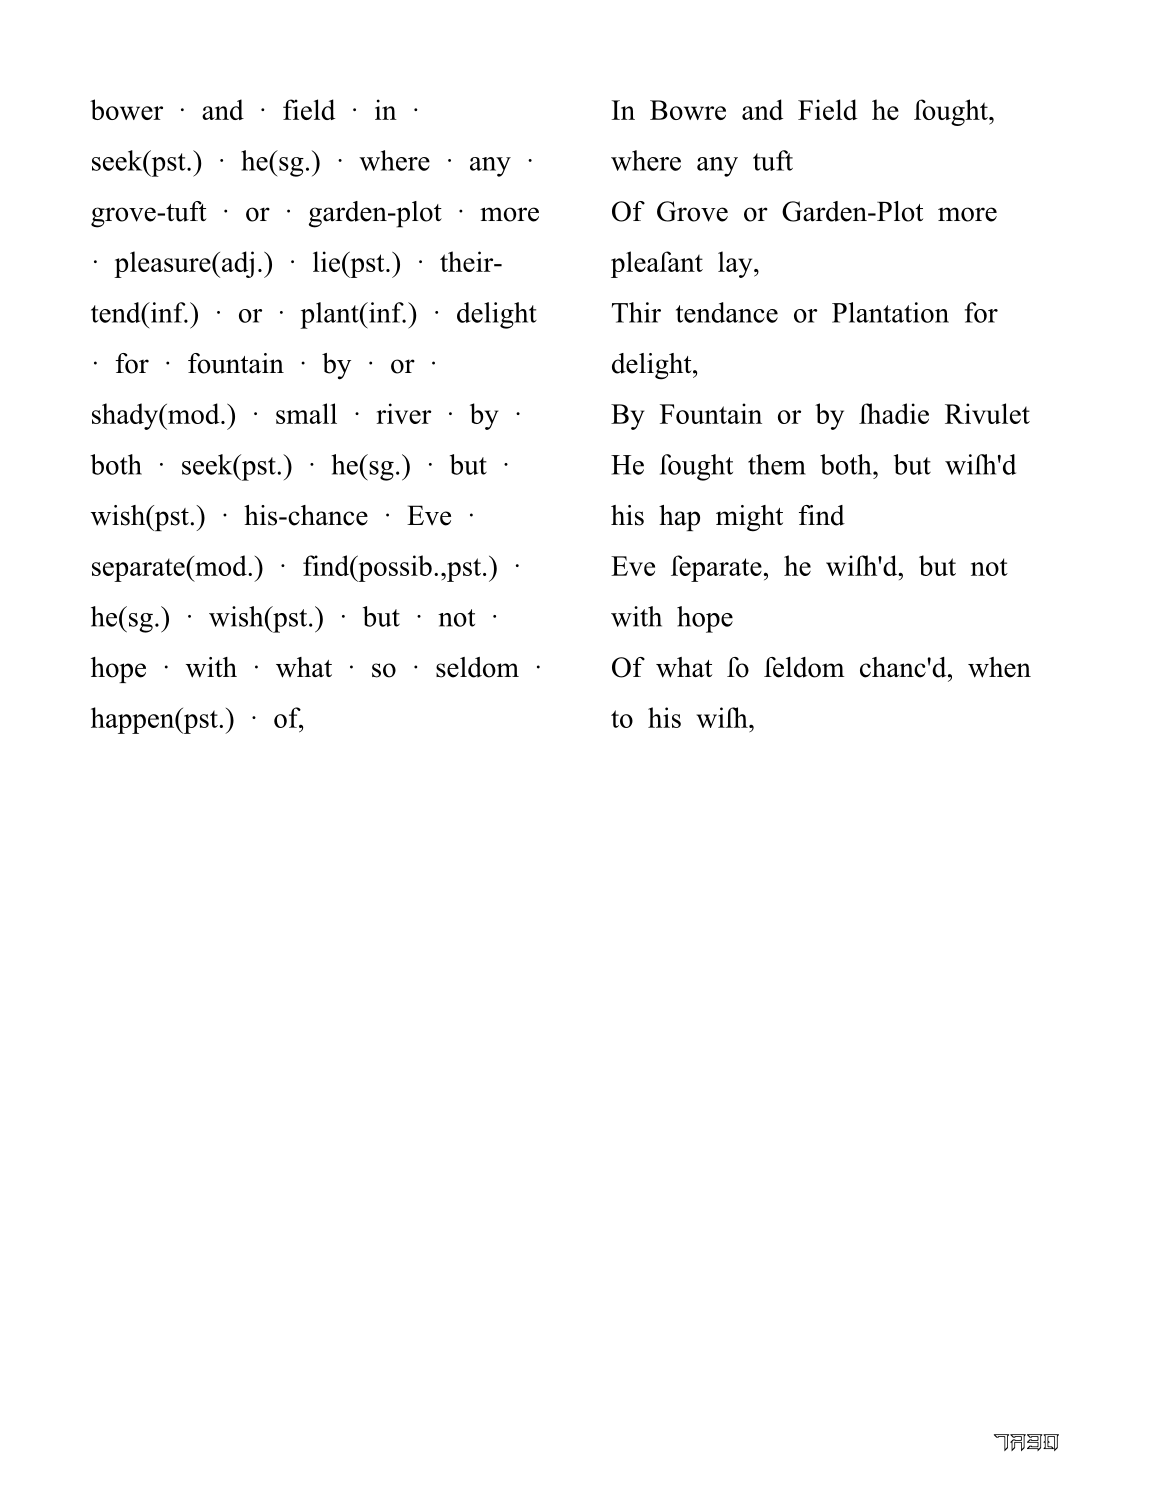 bower · and · field · in ·
seek(pst.) · he(sg.) · where · any ·
grove-tuft · or · garden-plot · more
· pleasure(adj.) · lie(pst.) · their-
tend(inf.) · or · plant(inf.) · delight
· for · fountain · by · or ·
shady(mod.) · small · river · by ·
both · seek(pst.) · he(sg.) · but ·
wish(pst.) · his-chance · Eve ·
separate(mod.) · find(possib.,pst.) ·
he(sg.) · wish(pst.) · but · not ·
hope · with · what · so · seldom ·
happen(pst.) · of,
In Bowre and Field he ſought,
where any tuft
Of Grove or Garden-Plot more
pleaſant lay,
Thir tendance or Plantation for
delight,
By Fountain or by ſhadie Rivulet
He ſought them both, but wiſh'd
his hap might find
Eve ſeparate, he wiſh'd, but not
with hope
Of what ſo ſeldom chanc'd, when
to his wiſh,